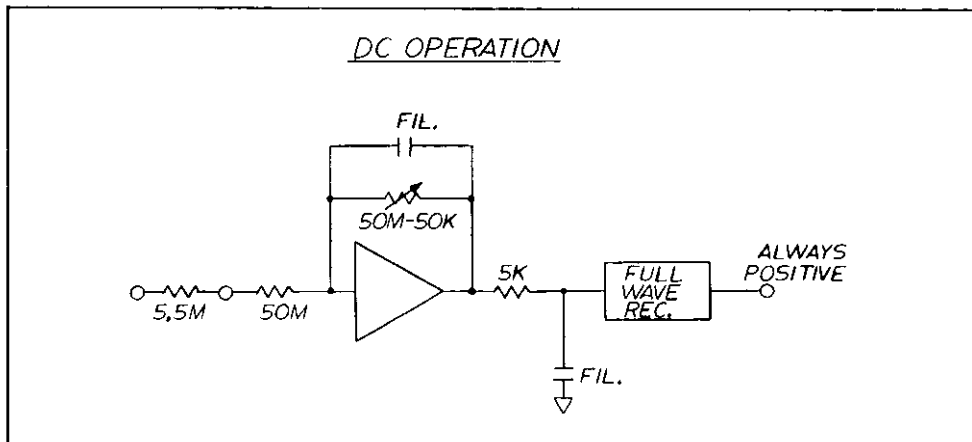 DC OPERATION
FIL.
50M-50K
5.5M
50M
5K
FULL
WAVE
REC.
ALWAYS
POSITIVE
FIL.